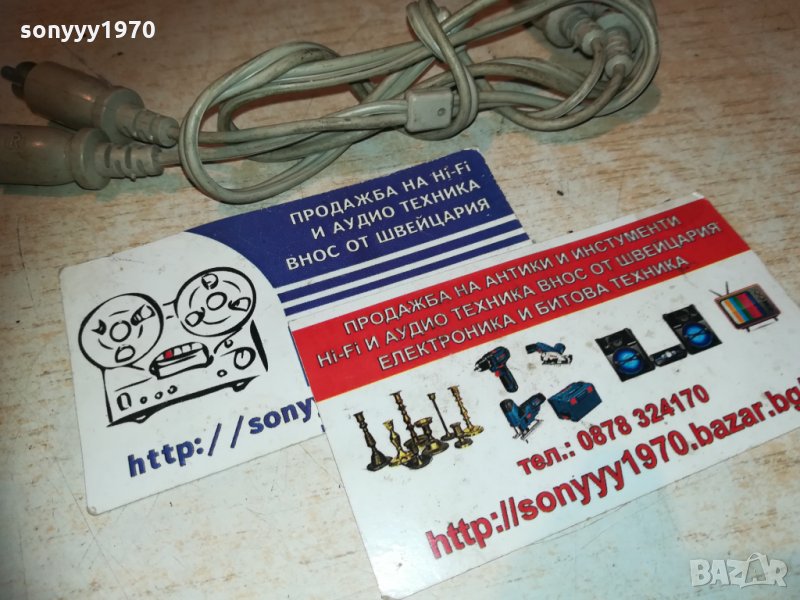 sonyyy1970
ПРОДАЖБА НА Hi-Fi
И АУДИО ТЕХНИКА
ВНОС ОТ ШВЕЙЦАРИЯ
http://sony
ПРОДАЖБА НА АНТИКИ И ИНСТУМЕНТИ
Hi-Fi И АУДИО ТЕХНИКА ВНОС ОТ ШВЕЙЦАРИЯ
ЕЛЕКТРОНИКА И БИТОВА ТЕХНИКА
тел.: 0878 324170
http://sonyyy1970.bazar.bg/
BAZAR